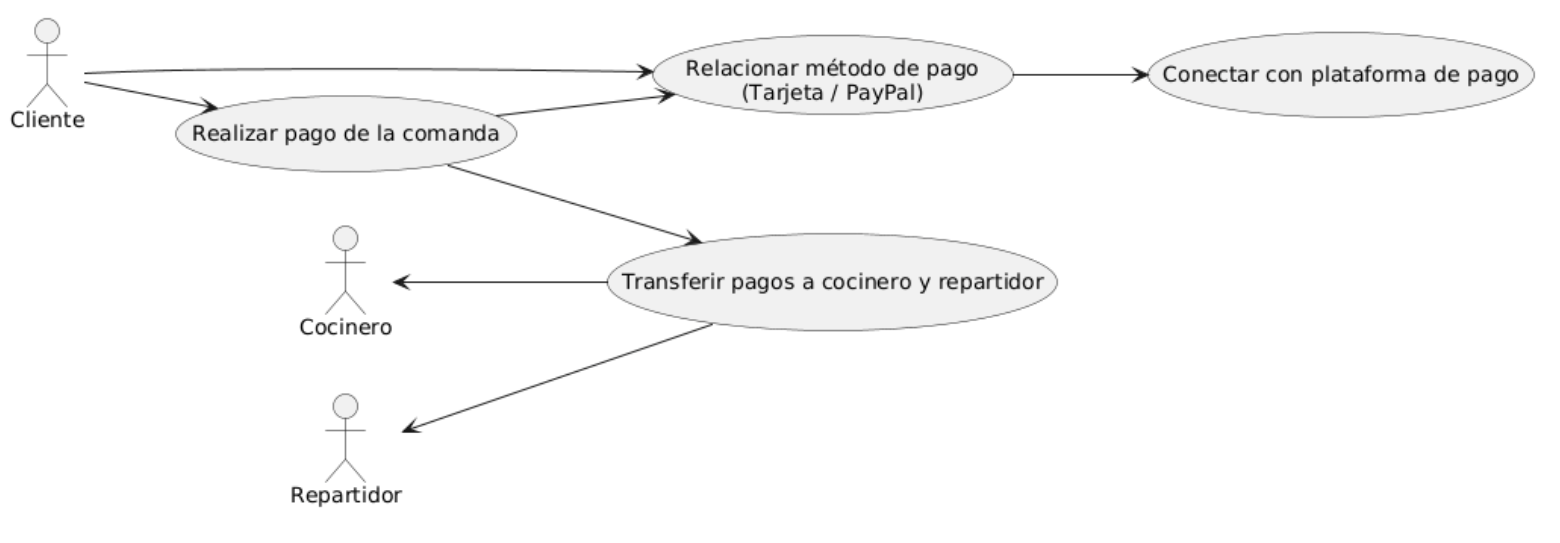 Cliente
Relacionar método de pago
(Tarjeta / PayPal)
Conectar con plataforma de pago
Realizar pago de la comanda
Cocinero
Transferir pagos a cocinero y repartidor
Repartidor